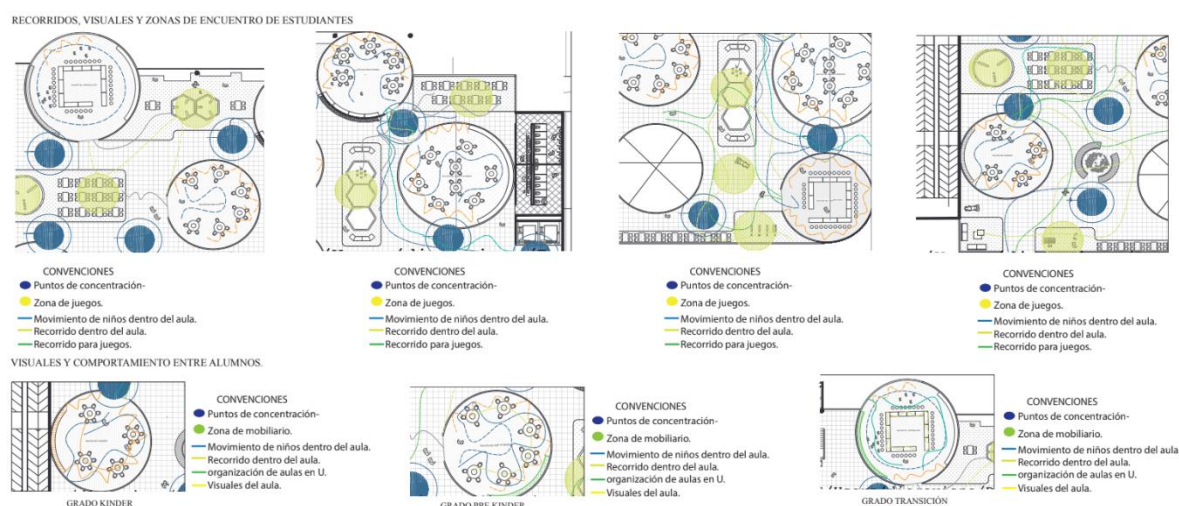 RECORRIDOS, VISUALES Y ZONAS DE ENCUENTRO DE ESTUDIANTES
CONVENCIONES
Puntos de concentración-
Zona de juegos.
Movimiento de niños dentro del aula.
Recorrido dentro del aula.
Recorrido para juegos.
CONVENCIONES
Puntos de concentración-
Zona de juegos.
Movimiento de niños dentro del aula.
Recorrido dentro del aula.
Recorrido para juegos.
CONVENCIONES
Puntos de concentración-
Zona de juegos.
Movimiento de niños dentro del aula.
Recorrido dentro del aula.
Recorrido para juegos.
CONVENCIONES
Puntos de concentración-
Zona de juegos.
Movimiento de niños dentro del aula.
Recorrido dentro del aula.
Recorrido para juegos.
VISUALES Y COMPORTAMIENTO ENTRE ALUMNOS.
CONVENCIONES
Puntos de concentración-
Zona de mobiliario.
Movimiento de niños dentro del aula.
Recorrido dentro del aula.
organización de aulas en U.
Visuales del aula.
GRADO KINDER
CONVENCIONES
Puntos de concentración-
Zona de mobiliario.
Movimiento de niños dentro del aula.
Recorrido dentro del aula.
organización de aulas en U.
Visuales del aula.
GRADO PRE KINDER
CONVENCIONES
Puntos de concentración-
Zona de mobiliario.
Movimiento de niños dentro del aula
Recorrido dentro del aula.
organización de aulas en U.
Visuales del aula.
GRADO TRANSICIÓN